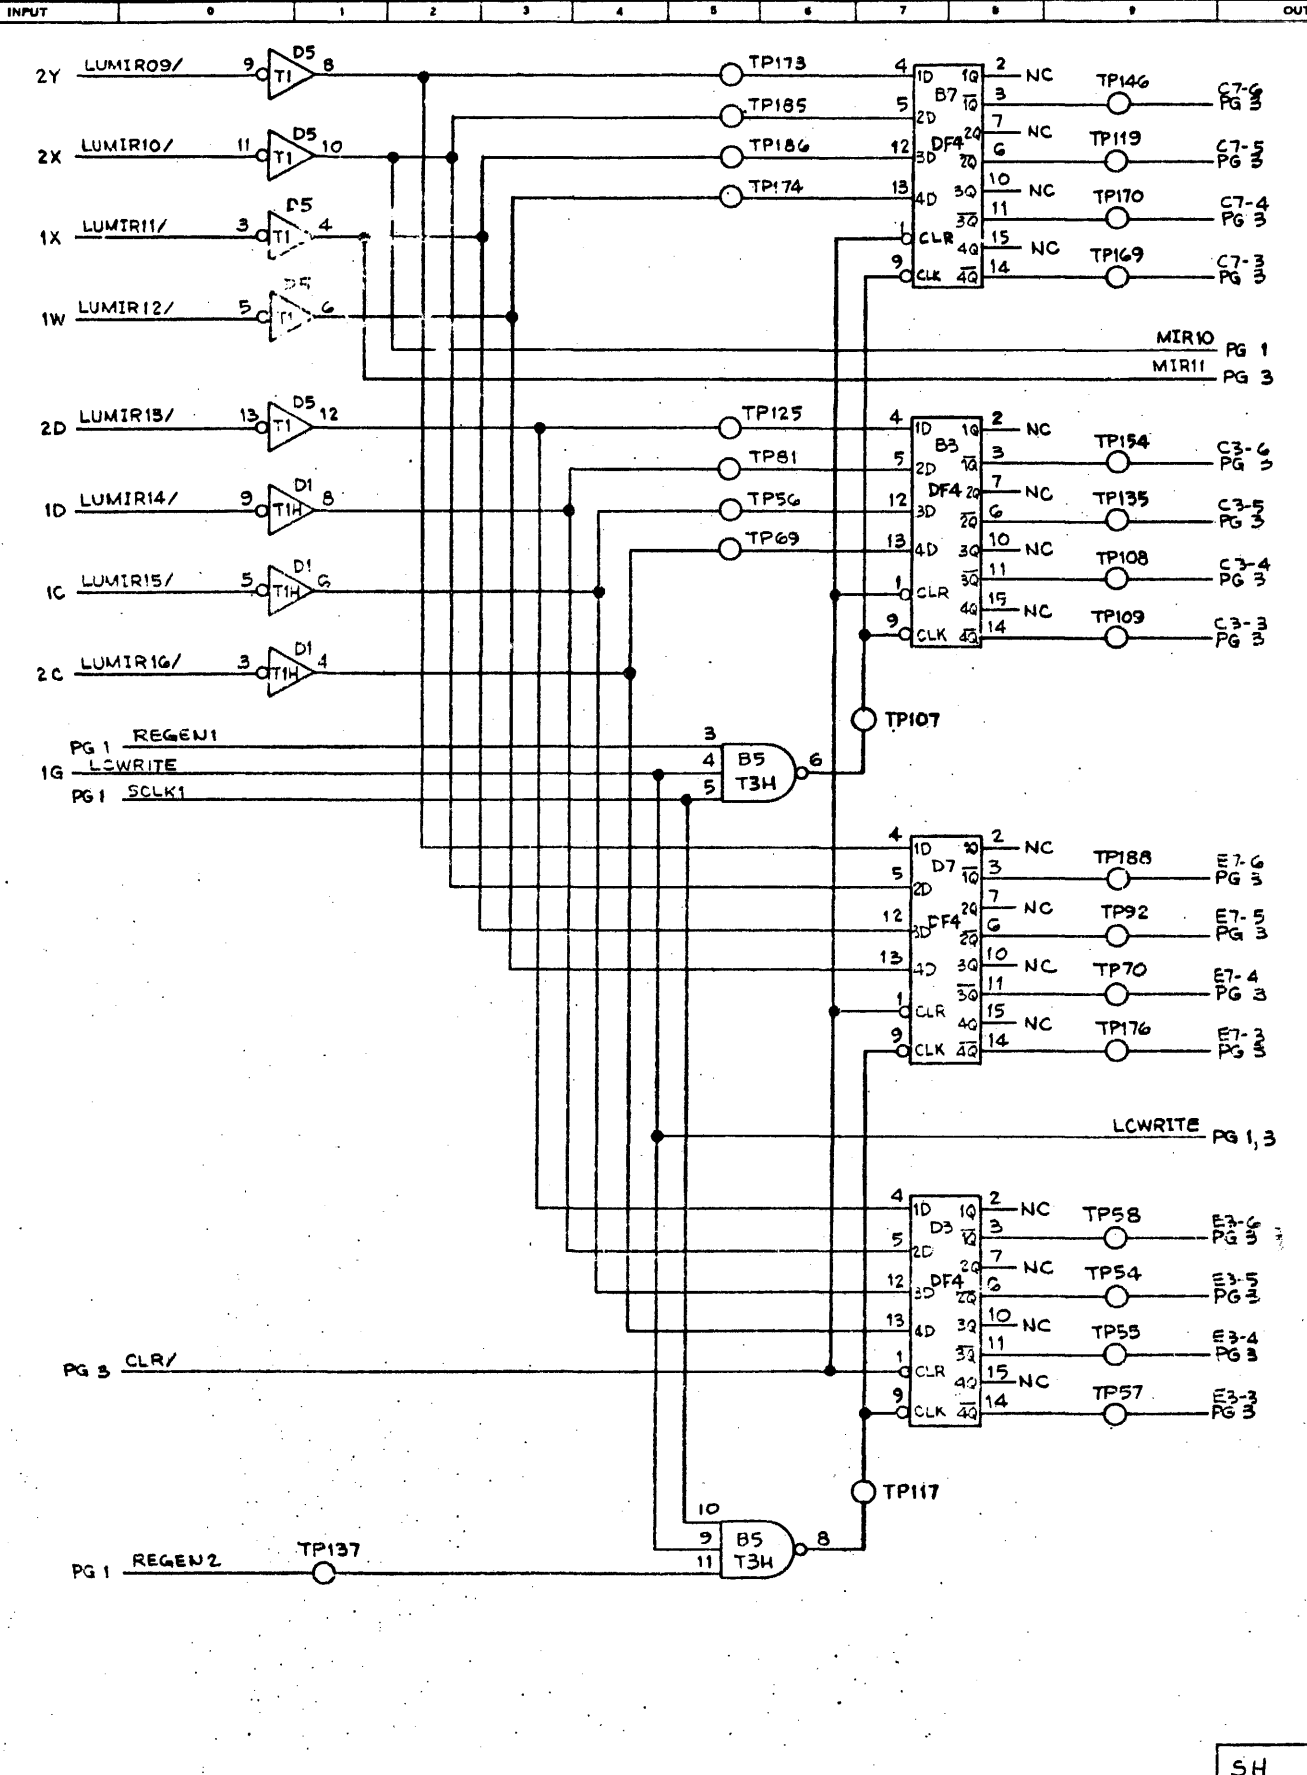 INPUT 0 1 2 3 4 5 6 7 8 9 OUT
2Y LUMIR09/ 9 D5 T1 8 TP173 4 1D 1Q 2 NC
B7 1Q 3 TP146 C7-6 PG 3
TP185 5 2D 2Q 7 NC
2X LUMIR10/ 11 D5 T1 10 TP186 12 3D DF4 2Q 6 TP119 C7-5 PG 3
TP174 13 4D 3Q 10 NC
3Q 11 TP170 C7-4 PG 3
1X LUMIR11/ 3 D5 T1 4 1 CLR 4Q 15 NC
9 CLK 4Q 14 TP169 C7-3 PG 3
1W LUMIR12/ 5 D5 T1 6
MIR10 PG 1
MIR11 PG 3
2D LUMIR13/ 13 D5 T1 12 TP125 4 1D 1Q 2 NC
B3 1Q 3 TP154 C3-6 PG 3
TP81 5 2D DF4 2Q 7 NC
1D LUMIR14/ 9 D1 T1H 8 TP56 12 3D 2Q 6 TP135 C3-5 PG 3
TP69 13 4D 3Q 10 NC
3Q 11 TP108 C3-4 PG 3
1C LUMIR15/ 5 D1 T1H 6 1 CLR 4Q 15 NC
9 CLK 4Q 14 TP109 C3-3 PG 3
2C LUMIR16/ 3 D1 T1H 4
TP107
PG 1 REGEN1 3
1G LCWRITE 4 B5 T3H 6
PG 1 SCLK1 5
4 1D 1Q 2 NC
D7 1Q 3 TP188 E7-6 PG 3
5 2D 2Q 7 NC
12 3D DF4 2Q 6 TP92 E7-5 PG 3
13 4D 3Q 10 NC
3Q 11 TP70 E7-4 PG 3
1 CLR 4Q 15 NC
9 CLK 4Q 14 TP176 E7-3 PG 3
LCWRITE PG 1, 3
4 1D 1Q 2 NC
D3 1Q 3 TP58 E3-6 PG 3
5 2D 2Q 7 NC
12 3D DF4 2Q 6 TP54 E3-5 PG 3
13 4D 3Q 10 NC
3Q 11 TP55 E3-4 PG 3
PG 3 CLR/ 1 CLR 4Q 15 NC
9 CLK 4Q 14 TP57 E3-3 PG 3
TP117
10
9 B5 T3H 8
PG 1 REGEN2 TP137 11
SH